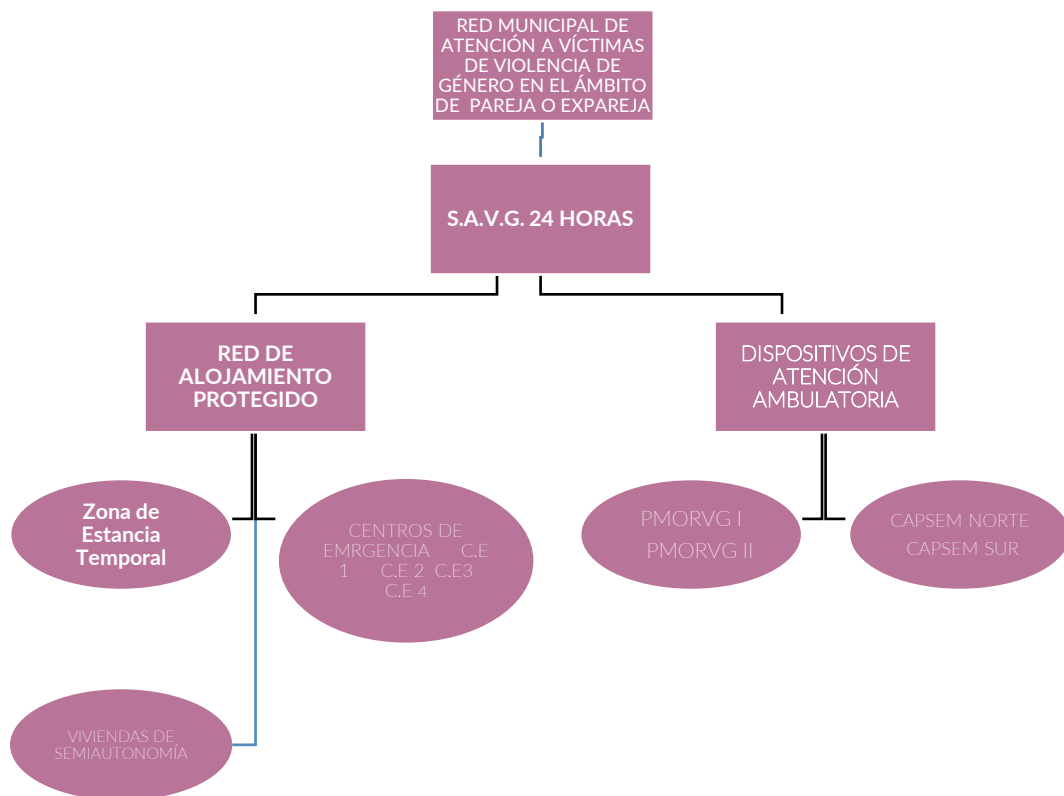 RED MUNICIPAL DE
ATENCIÓN A VÍCTIMAS
DE VIOLENCIA DE
GÉNERO EN EL ÁMBITO
DE PAREJA O EXPAREJA
S.A.V.G. 24 HORAS
RED DE
ALOJAMIENTO
PROTEGIDO
DISPOSITIVOS DE
ATENCIÓN
AMBULATORIA
Zona de
Estancia
Temporal
CENTROS DE
EMRGENCIA C.E
1 C.E 2 C.E3
C.E 4
PMORVG I
PMORVG II
CAPSEM NORTE
CAPSEM SUR
VIVIENDAS DE
SEMIAUTONOMÍA